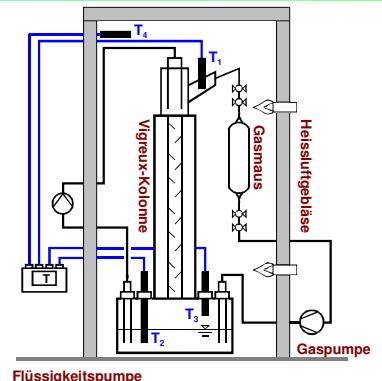 T4
T1
Vigreux-Kolonne
Gasmaus
Heissluftgebläse
T
T3
T2
Gaspumpe
Flüssigkeitspumpe